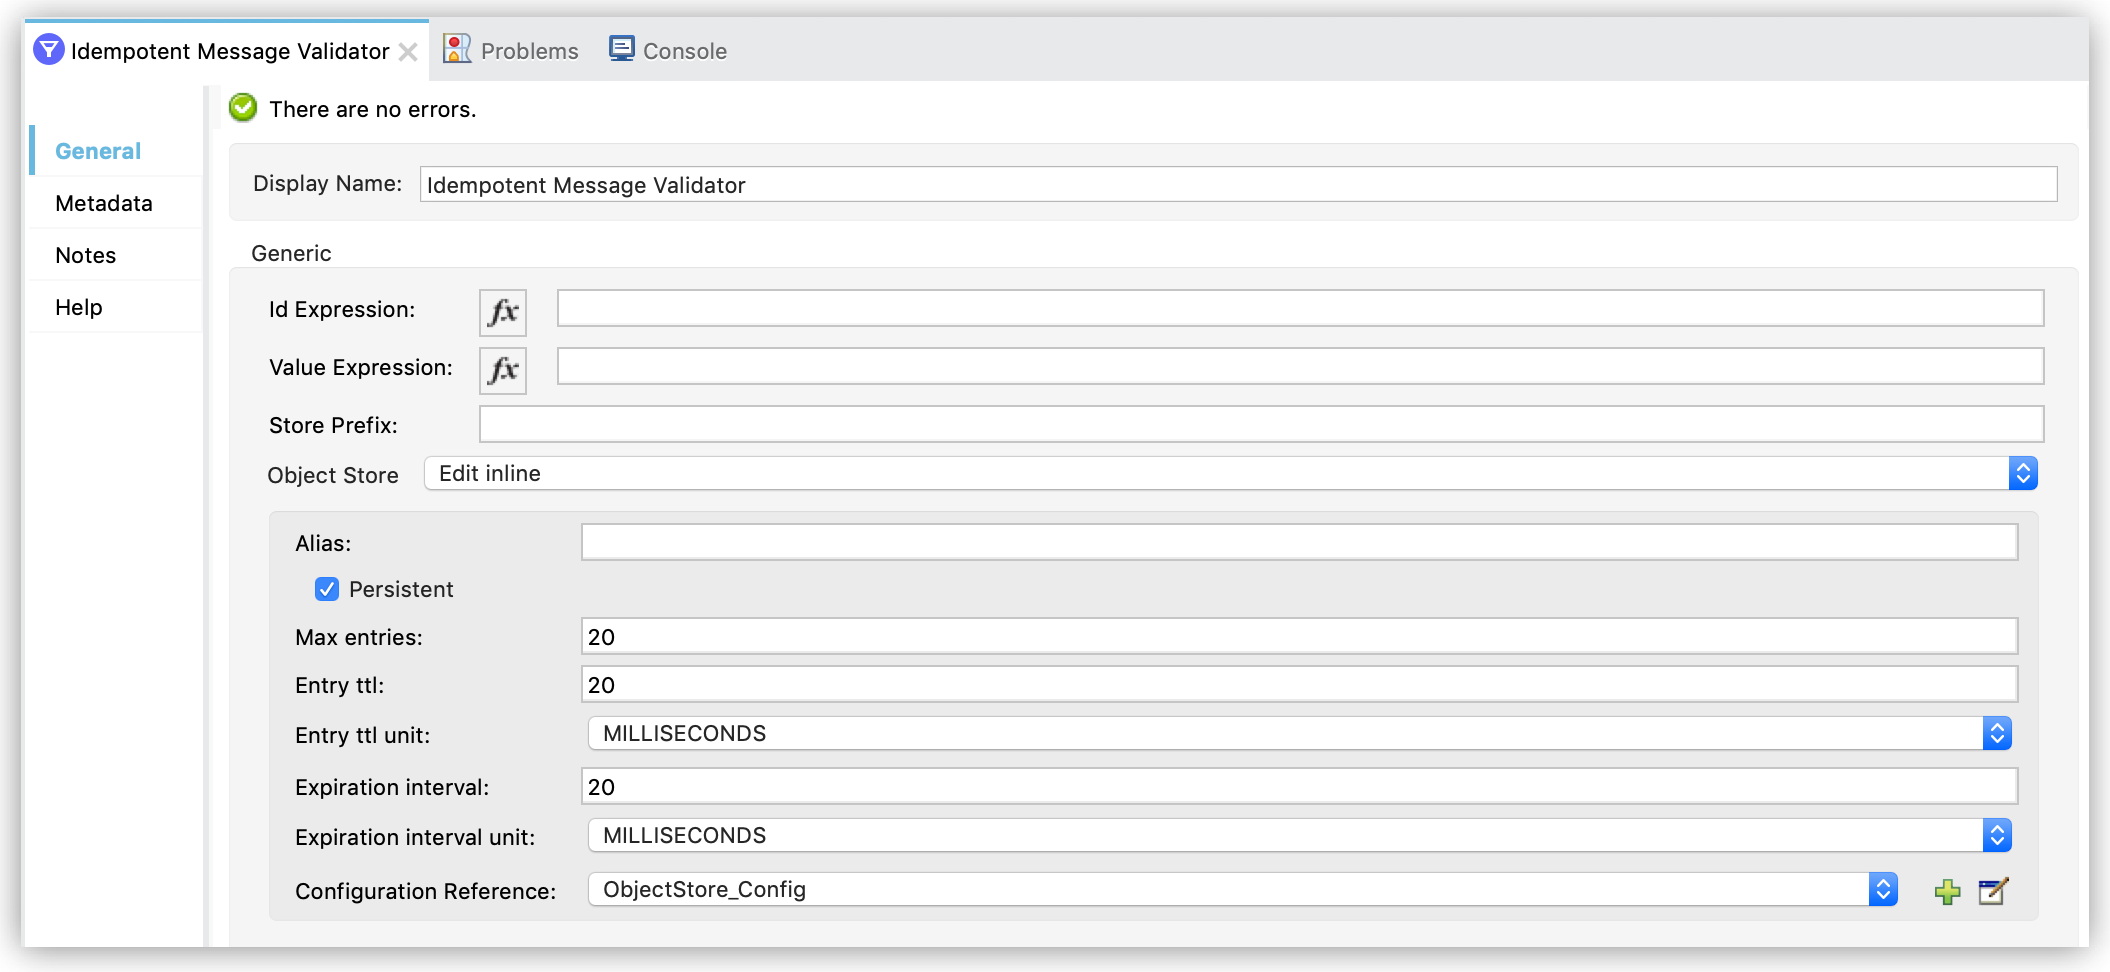 Idempotent Message Validator
Problems
Console
There are no errors.
General
Metadata
Notes
Help
Display Name: Idempotent Message Validator
Generic
Id Expression: fx
Value Expression: fx
Store Prefix:
Object Store Edit inline
Alias:
Persistent
Max entries: 20
Entry ttl: 20
Entry ttl unit: MILLISECONDS
Expiration interval: 20
Expiration interval unit: MILLISECONDS
Configuration Reference: ObjectStore_Config